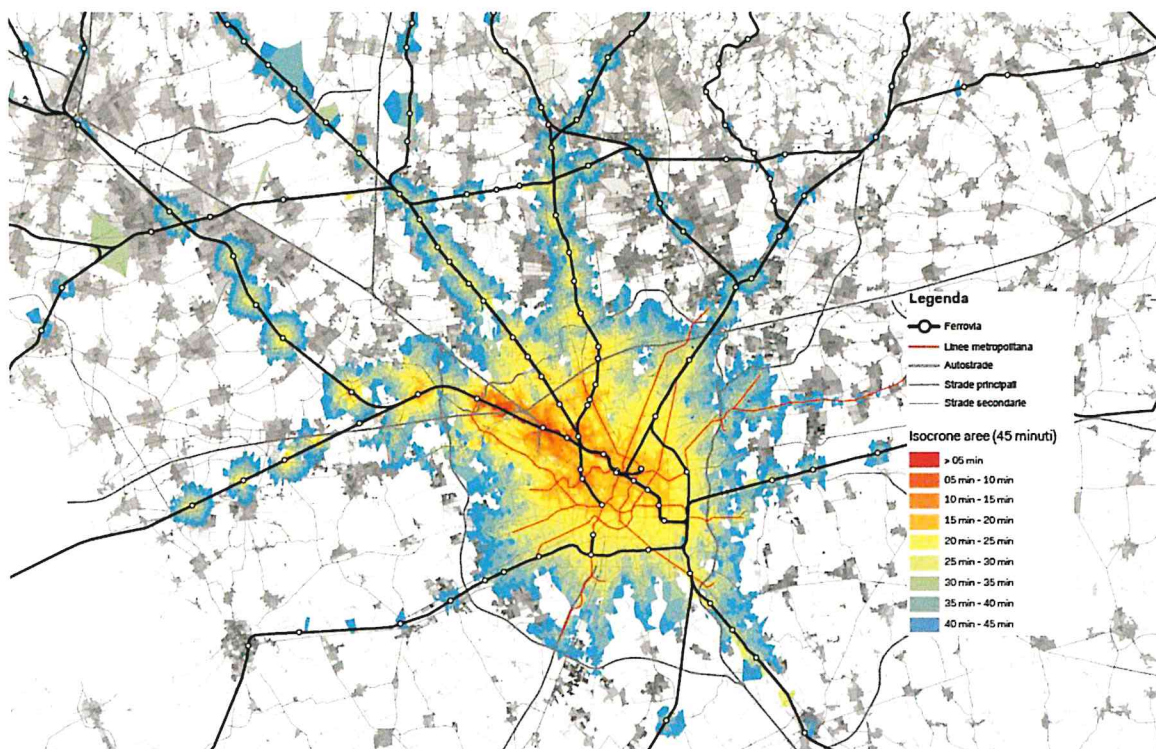 Legenda
Ferrovia
Linee metropolitana
Autostrade
Strade principali
Strade secondarie
Isocrone aree (45 minuti)
> 05 min
05 min - 10 min
10 min - 15 min
15 min - 20 min
20 min - 25 min
25 min - 30 min
30 min - 35 min
35 min - 40 min
40 min - 45 min